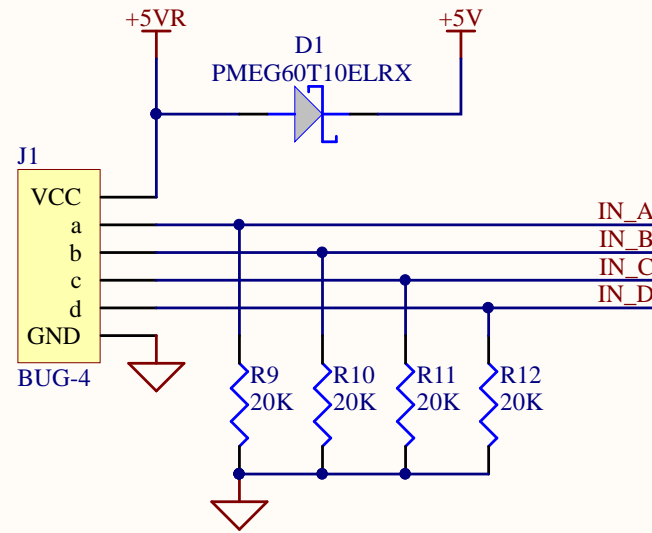 +5VR
+5V
D1
PMEG60T10ELRX
J1
VCC
a
b
c
d
GND
BUG-4
IN_A
IN_B
IN_C
IN_D
R9
20K
R10
20K
R11
20K
R12
20K